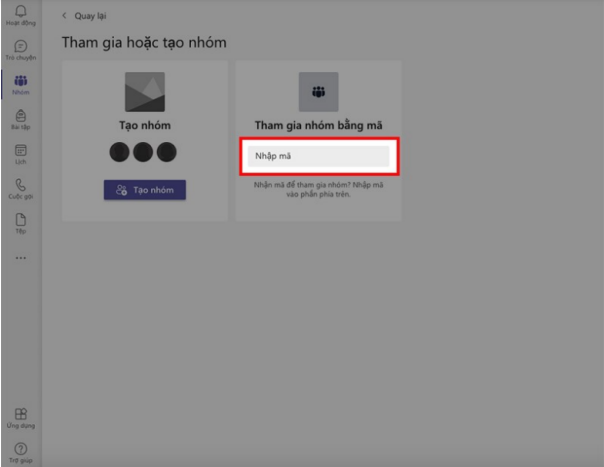 Hoạt động
Trò chuyện
Nhóm
Bài tập
Lịch
Cuộc gọi
Tệp
Ứng dụng
Trợ giúp
< Quay lại
Tham gia hoặc tạo nhóm
Tạo nhóm
Tạo nhóm
Tham gia nhóm bằng mã
Nhập mã
Nhận mã để tham gia nhóm? Nhập mã
vào phần phía trên.